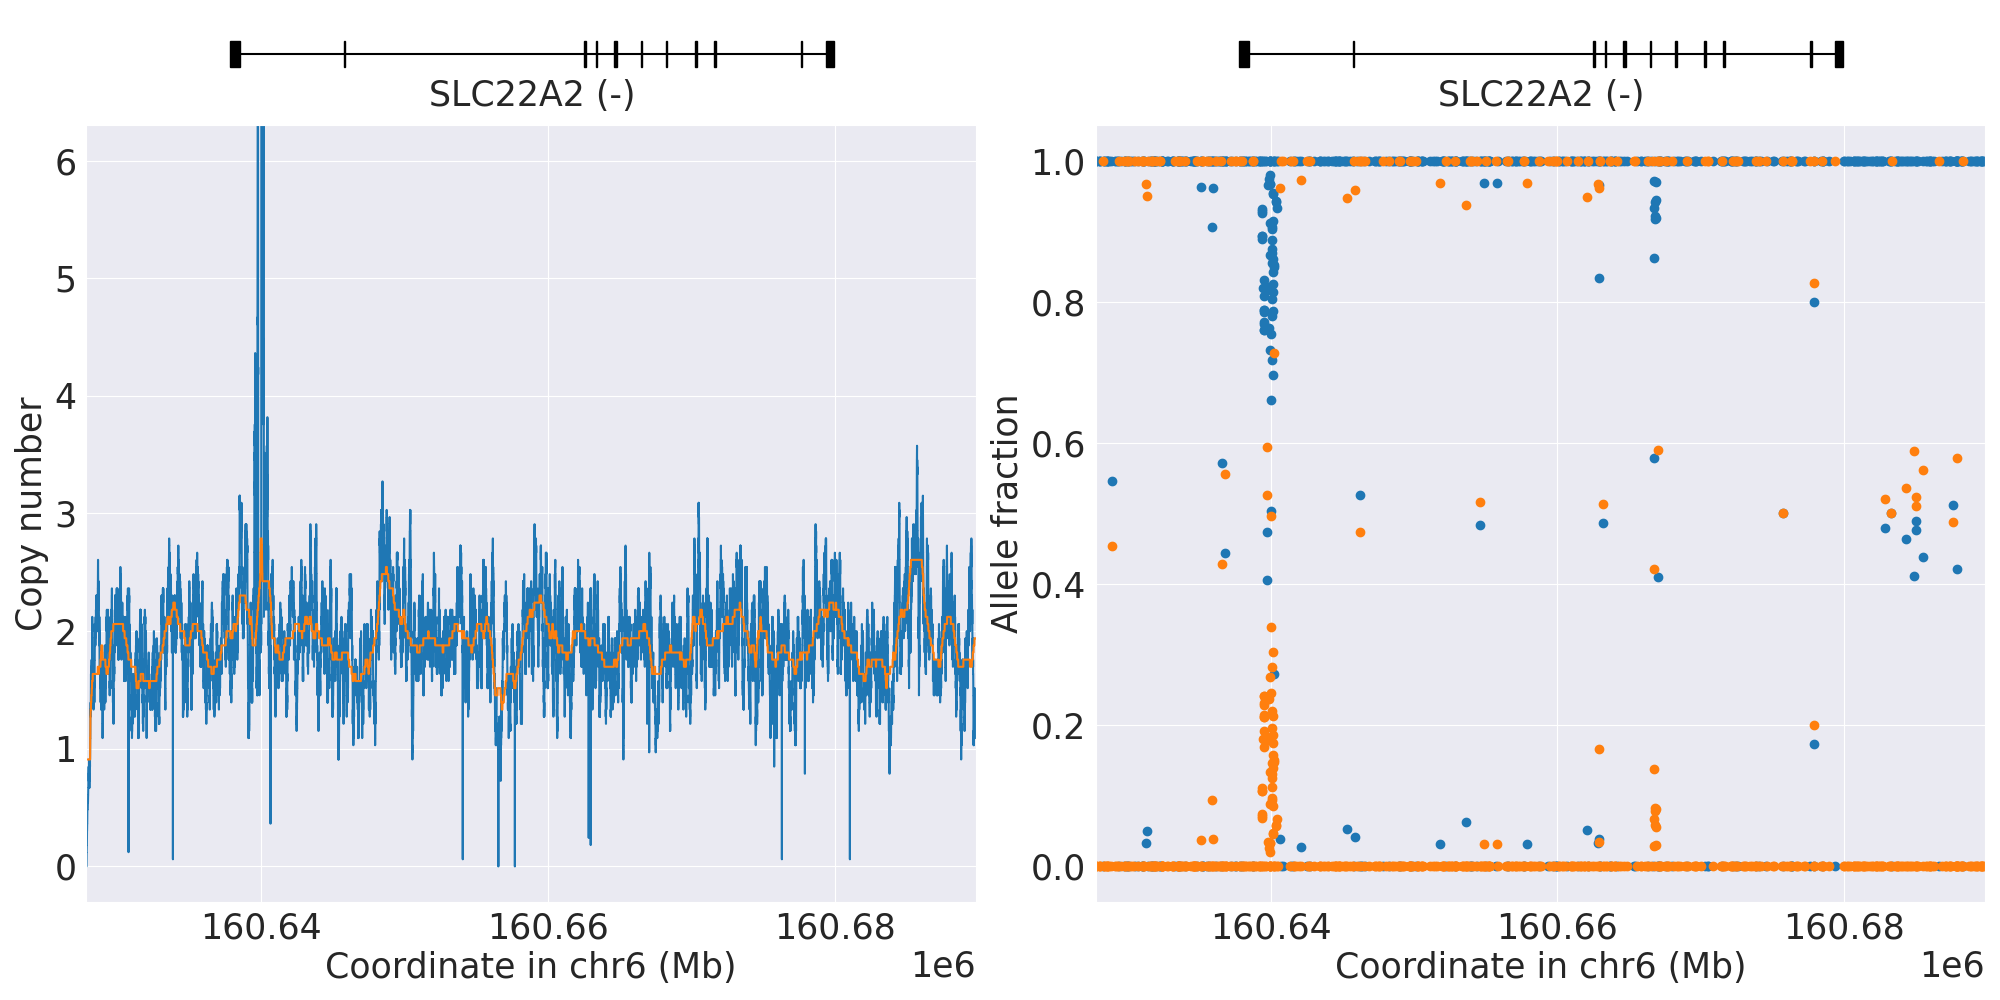 SLC22A2 (-)
6
5
4
3
2
1
0
Copy number
160.64
160.66
160.68
Coordinate in chr6 (Mb)
1e6
SLC22A2 (-)
1.0
0.8
0.6
0.4
0.2
0.0
Allele fraction
160.64
160.66
160.68
Coordinate in chr6 (Mb)
1e6